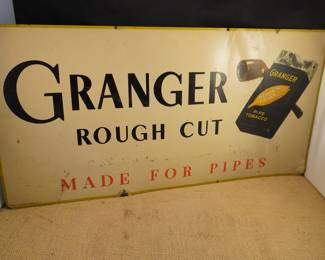 GRANGER
ROUGH CUT
MADE FOR PIPES
GRANGER
PIPE
TOBACCO